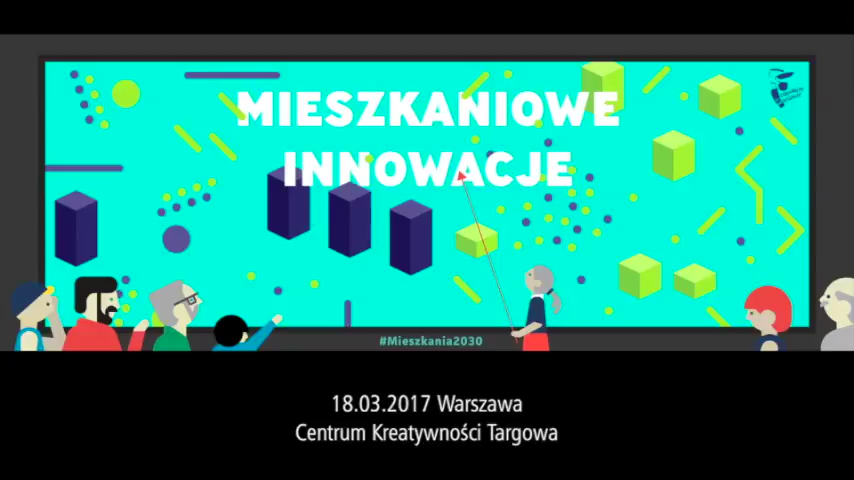 MIESZKANIOWE
INNOWACJE
#Mieszkania2030
18.03.2017 Warszawa
Centrum Kreatywności Targowa